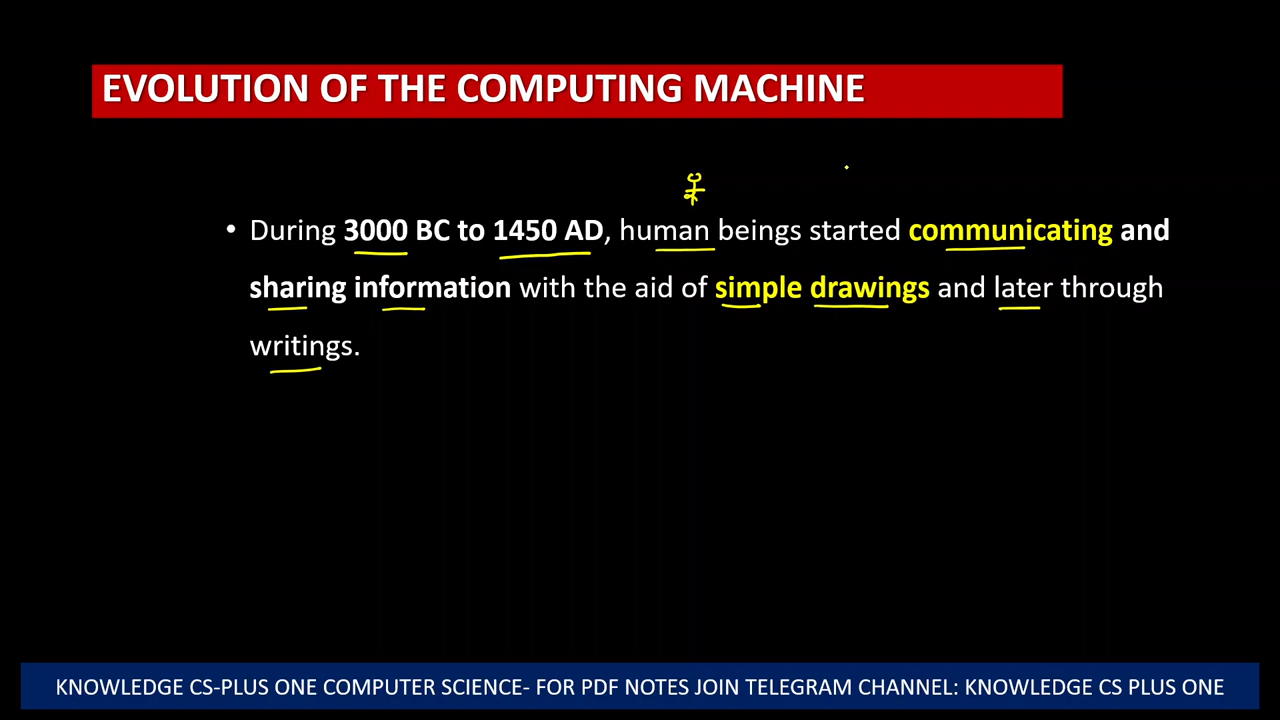 EVOLUTION OF THE COMPUTING MACHINE
• During 3000 BC to 1450 AD, human beings started communicating and
sharing information with the aid of simple drawings and later through
writings.
KNOWLEDGE CS-PLUS ONE COMPUTER SCIENCE- FOR PDF NOTES JOIN TELEGRAM CHANNEL: KNOWLEDGE CS PLUS ONE